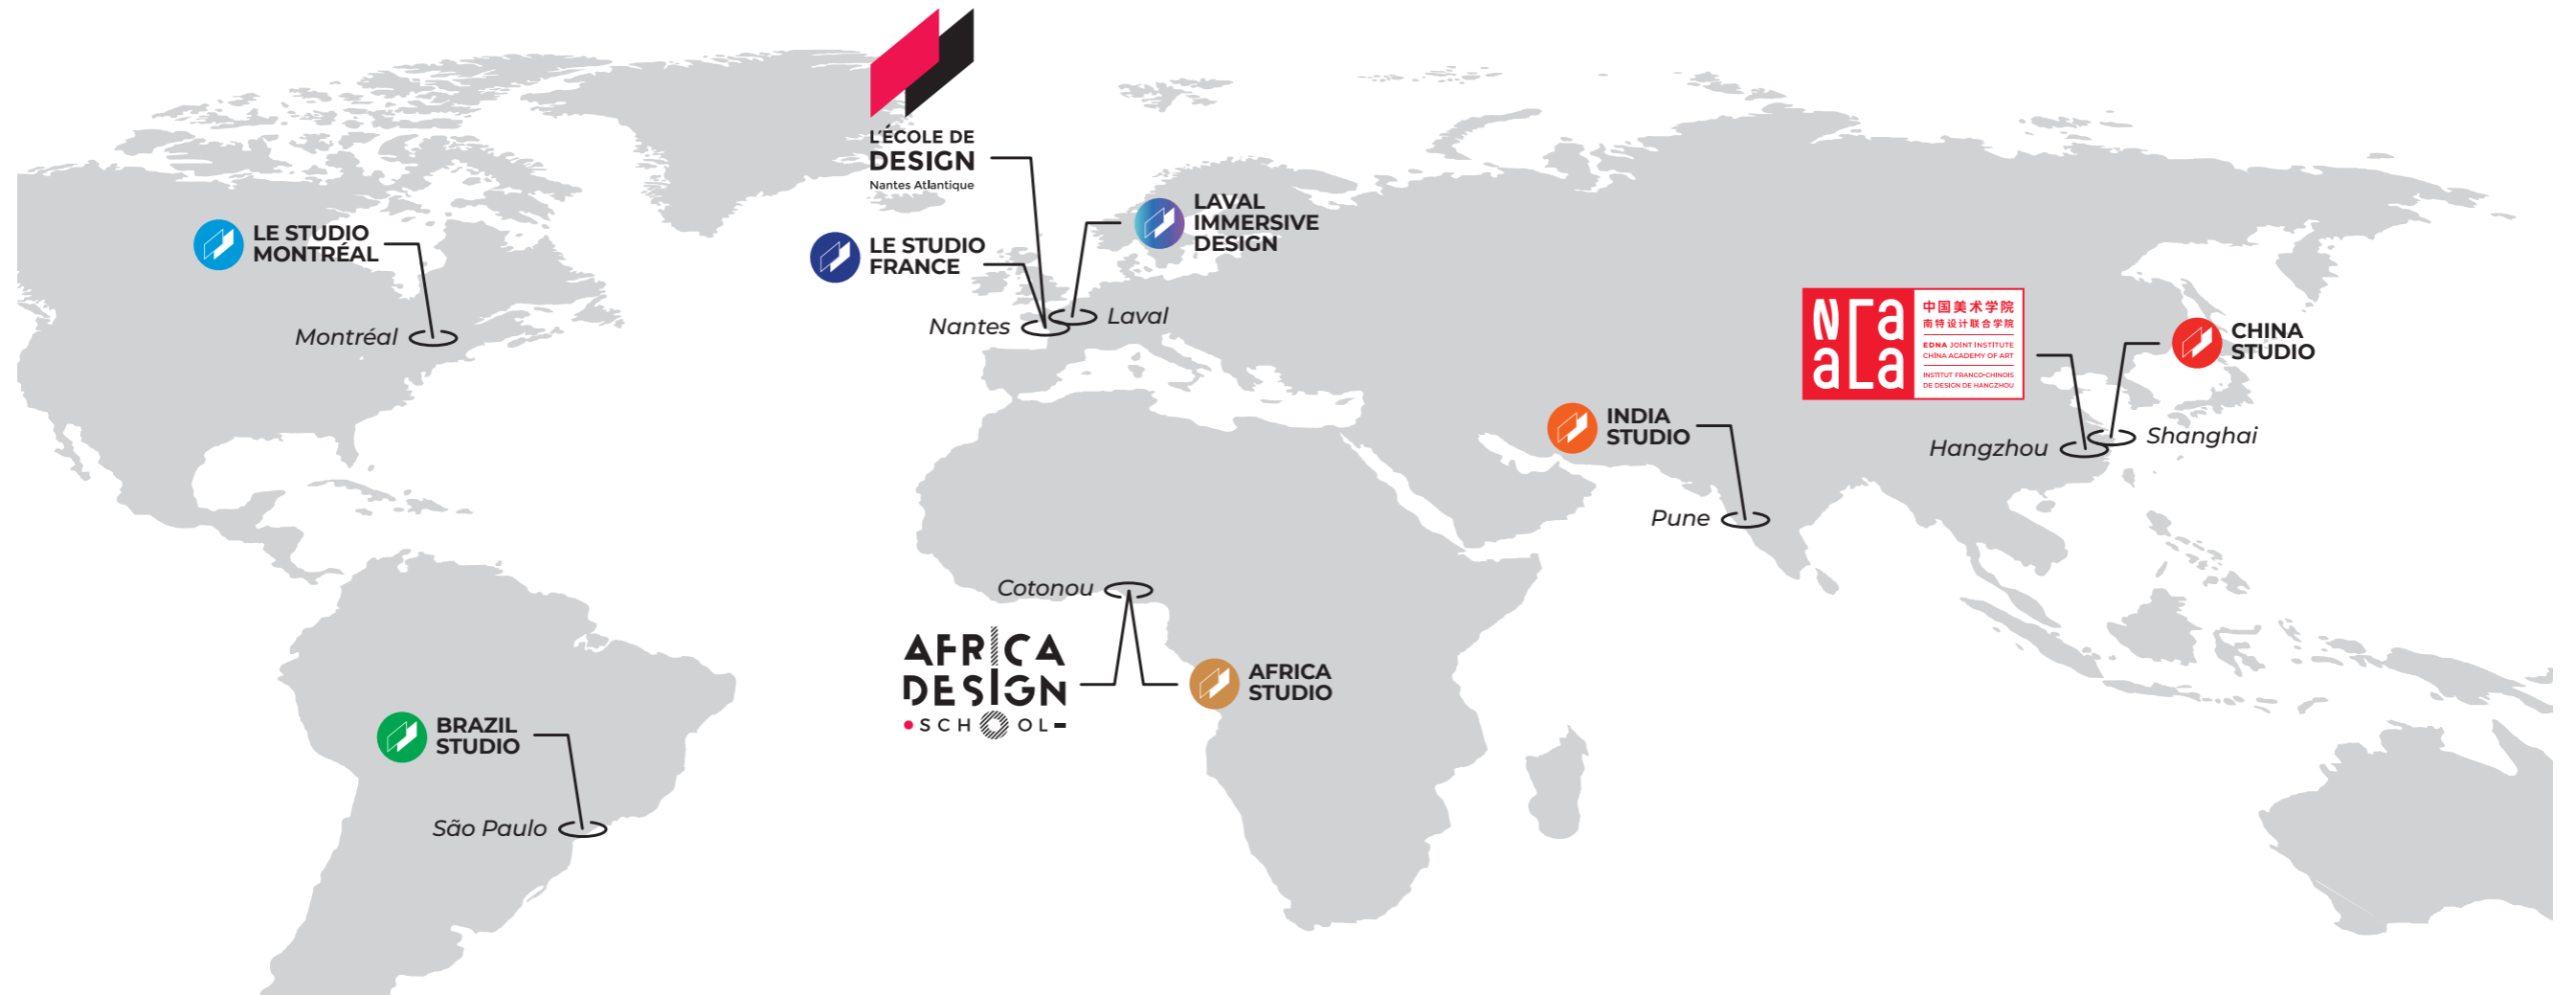 L'ÉCOLE DE
DESIGN
Nantes Atlantique
LE STUDIO
MONTRÉAL
Montréal
LE STUDIO
FRANCE
Nantes
LAVAL
IMMERSIVE
DESIGN
Laval
中国美术学院
南特设计联合学院
EDNA JOINT INSTITUTE
CHINA ACADEMY OF ART
INSTITUT FRANCO-CHINOIS
DE DESIGN DE HANGZHOU
Hangzhou
CHINA
STUDIO
Shanghai
INDIA
STUDIO
Pune
Cotonou
AFRICA
DESIGN
SCHOOL
AFRICA
STUDIO
BRAZIL
STUDIO
São Paulo